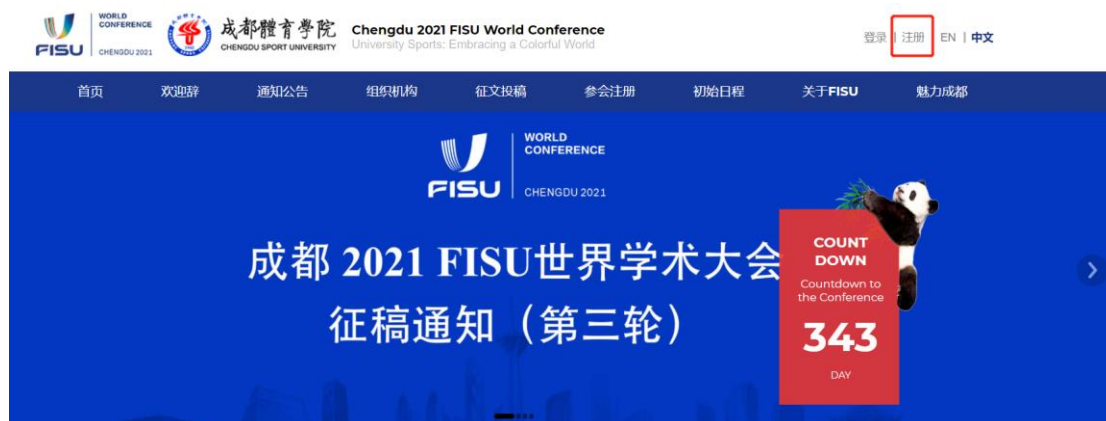 WORLD
CONFERENCE
FISU
CHENGDU 2021
成都體育學院
CHENGDU SPORT UNIVERSITY
Chengdu 2021 FISU World Conference
University Sports: Embracing a Colorful World
登录 | 注册 EN | 中文
首页 欢迎辞 通知公告 组织机构 征文投稿 参会注册 初始日程 关于FISU 魅力成都
WORLD
CONFERENCE
FISU
CHENGDU 2021
成都 2021 FISU世界学术大会
征稿通知（第三轮）
COUNT
DOWN
Countdown to
the Conference
343
DAY